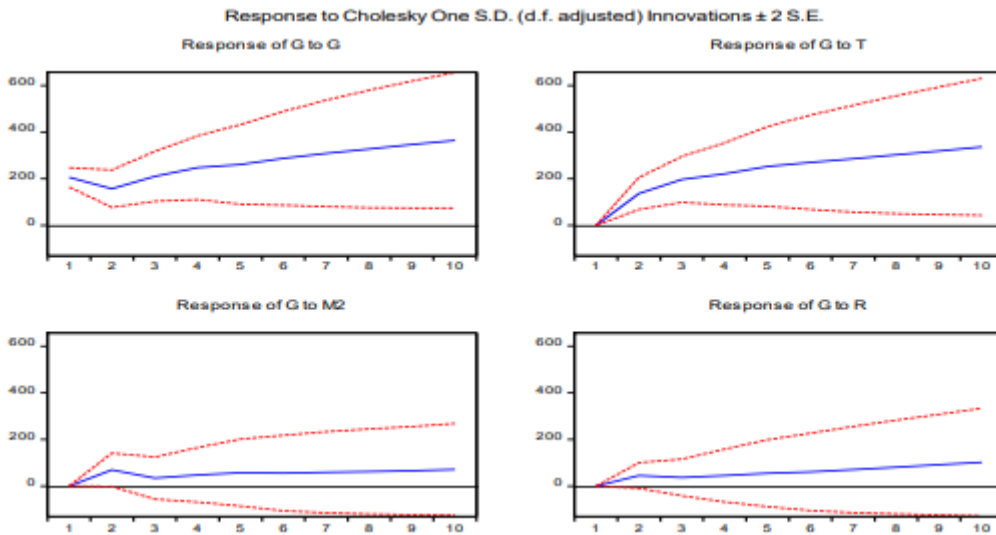 Response to Cholesky One S.D. (d.f. adjusted) Innovations ± 2 S.E.
Response of G to G
600
400
200
0
1 2 3 4 5 6 7 8 9 10
Response of G to T
600
400
200
0
1 2 3 4 5 6 7 8 9 10
Response of G to M2
600
400
200
0
1 2 3 4 5 6 7 8 9 10
Response of G to R
600
400
200
0
1 2 3 4 5 6 7 8 9 10